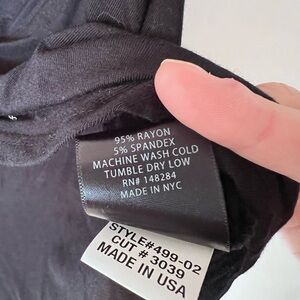 95% RAYON
5% SPANDEX
MACHINE WASH COLD
TUMBLE DRY LOW
RN# 148284
MADE IN NYC
STYLE#499-02
CUT # 3039
MADE IN USA